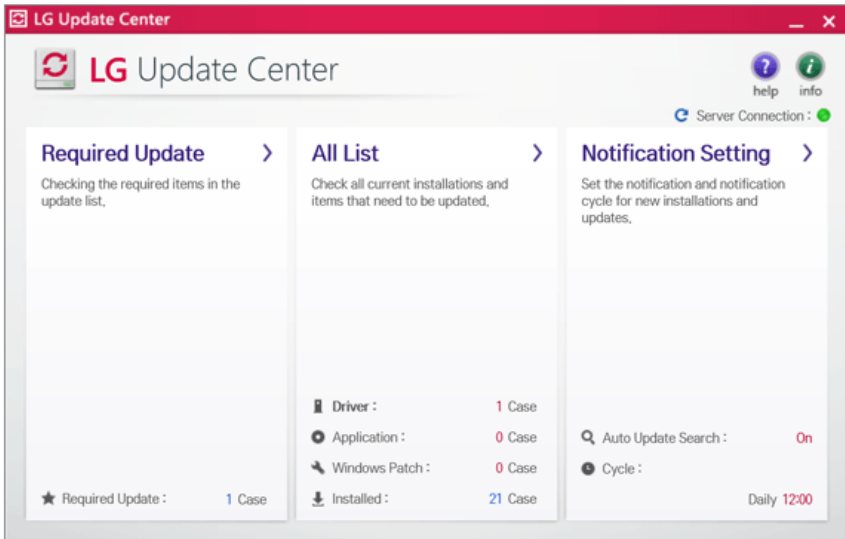 LG Update Center
LG Update Center
? i
help info
Server Connection :
Required Update >
Checking the required items in the
update list,
Required Update : 1 Case
All List >
Check all current installations and
items that need to be updated,
Driver : 1 Case
Application : 0 Case
Windows Patch : 0 Case
Installed : 21 Case
Notification Setting >
Set the notification and notification
cycle for new installations and
updates,
Auto Update Search : On
Cycle :
Daily 12:00